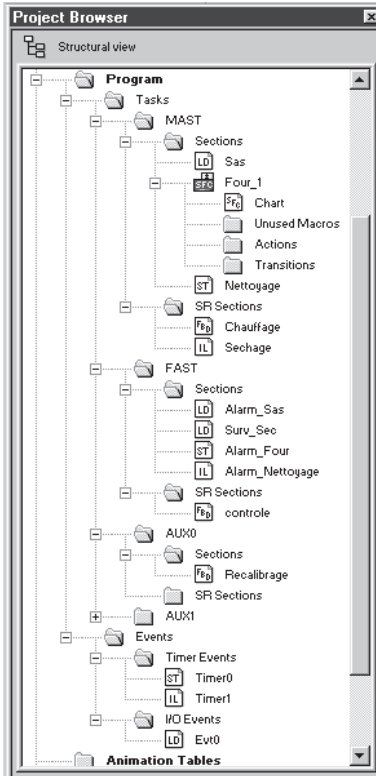 Project Browser
Structural view
Program
Tasks
MAST
Sections
LD Sas
SFC Four_1
SFC Chart
Unused Macros
Actions
Transitions
ST Nettoyage
SR Sections
FBD Chauffage
IL Sechage
FAST
Sections
LD Alarm_Sas
LD Surv_Sec
ST Alarm_Four
IL Alarm_Nettoyage
SR Sections
FBD controle
AUX0
Sections
FBD Recalibrage
SR Sections
AUX1
Events
Timer Events
ST Timer0
IL Timer1
I/O Events
LD Evt0
Animation Tables